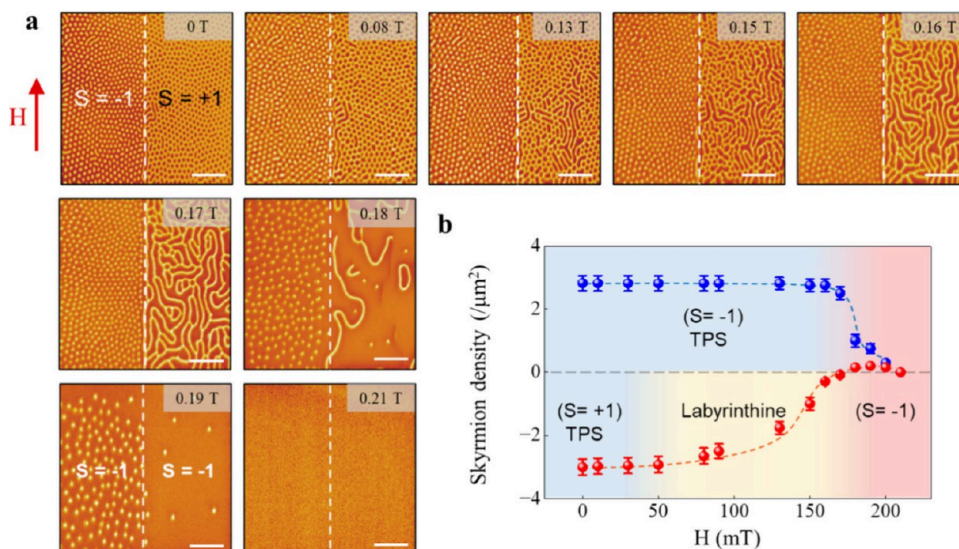 a
0 T
0.08 T
0.13 T
0.15 T
0.16 T
H
S = -1
S = +1
0.17 T
0.18 T
0.19 T
0.21 T
S = -1
S = -1
b
Skyrmion density (/μm²)
4
2
0
−2
−4
(S= -1)
TPS
(S= +1)
TPS
Labyrinthine
(S= -1)
0
50
100
150
200
H (mT)